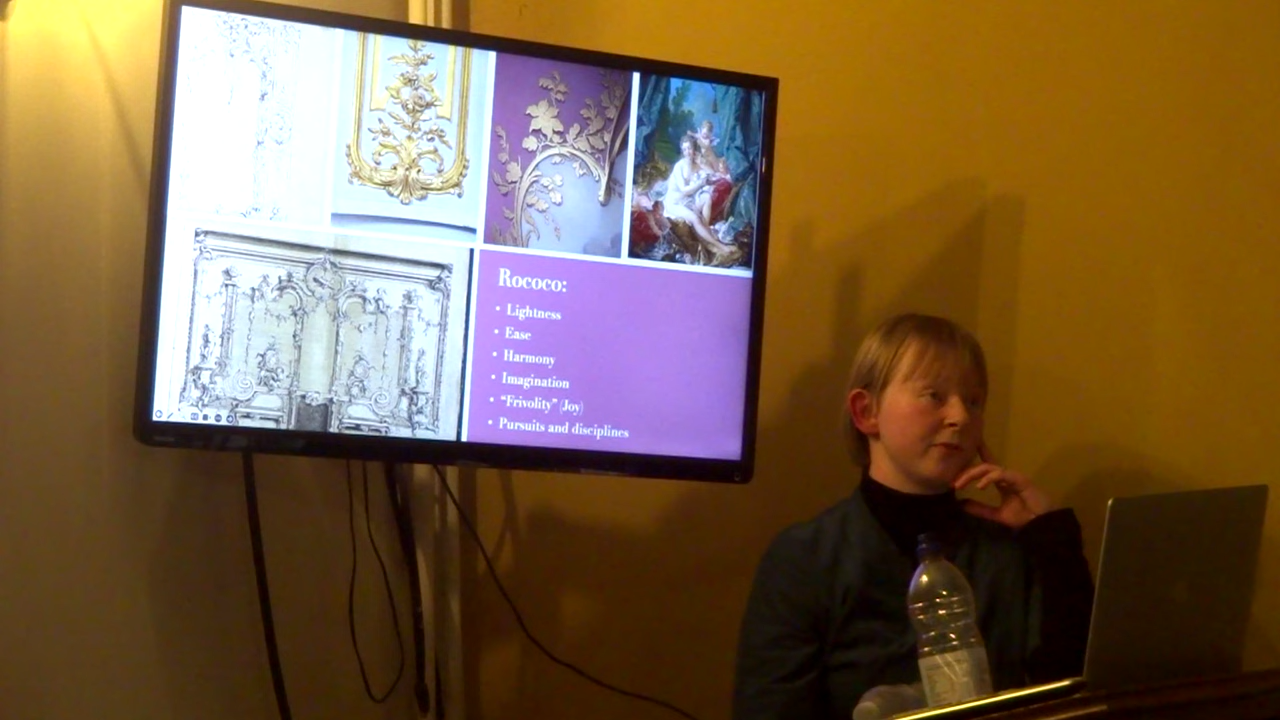 Rococo:
• Lightness
• Ease
• Harmony
• Imagination
• “Frivolity” (Joy)
• Pursuits and disciplines